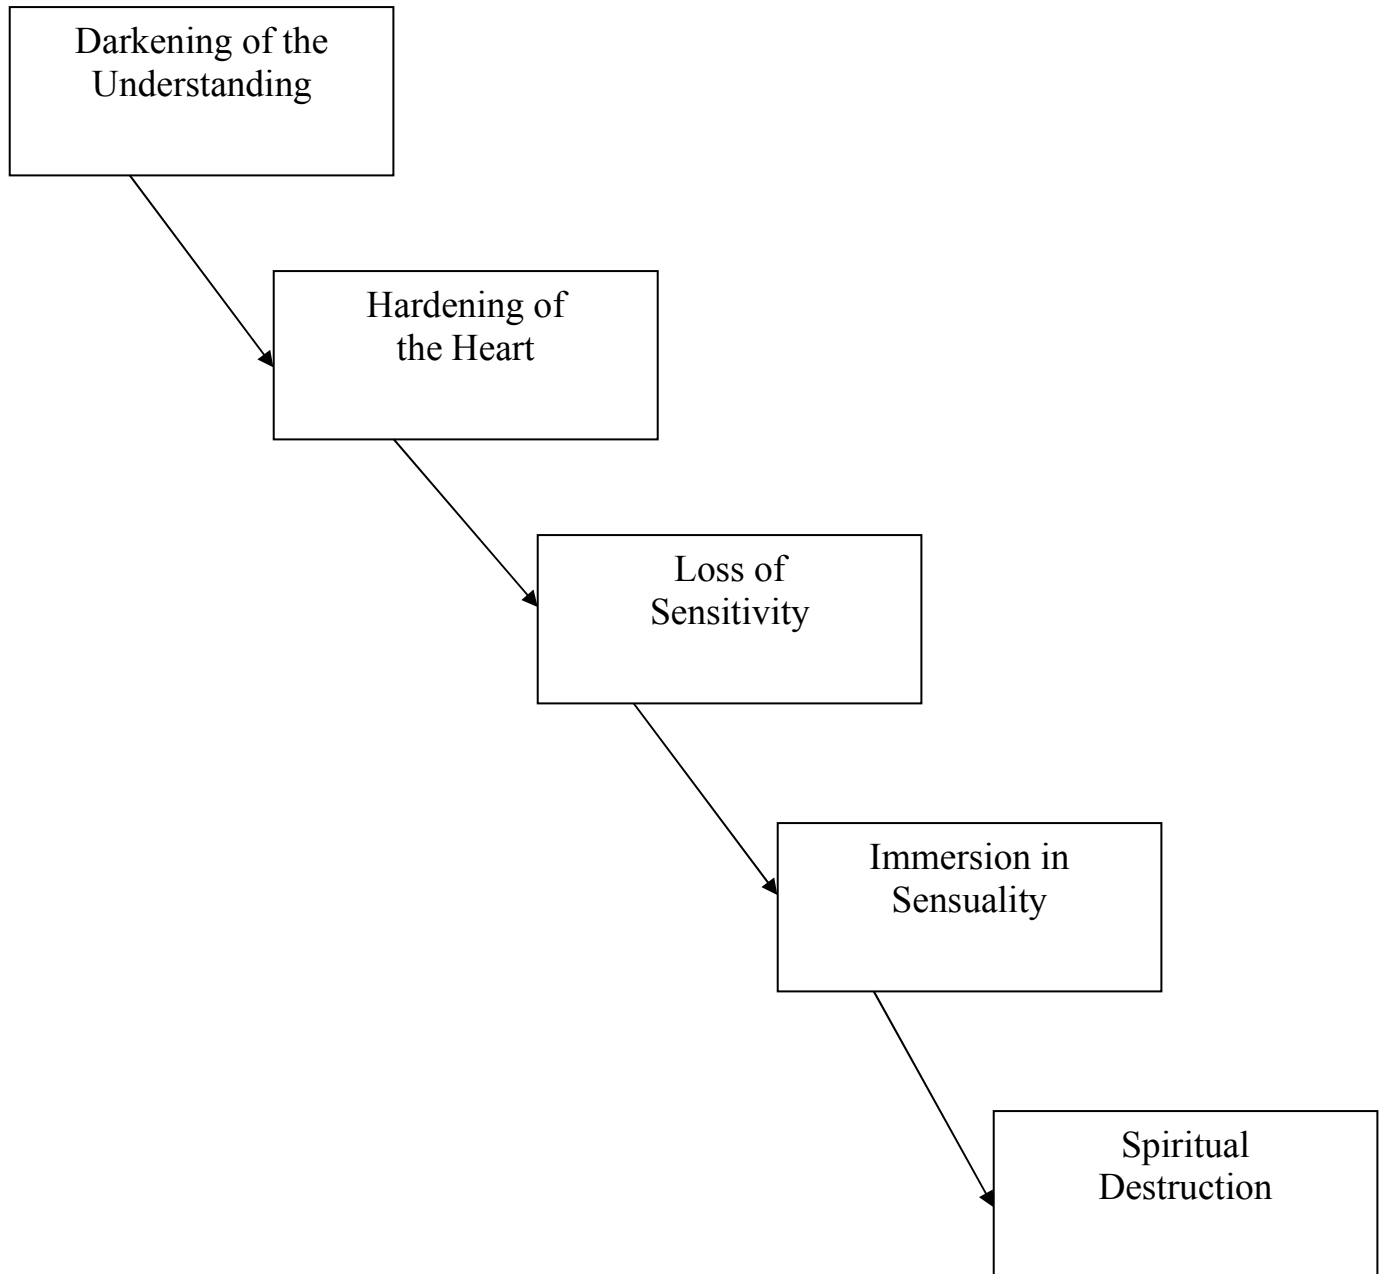 Darkening of the
Understanding
Hardening of
the Heart
Loss of
Sensitivity
Immersion in
Sensuality
Spiritual
Destruction